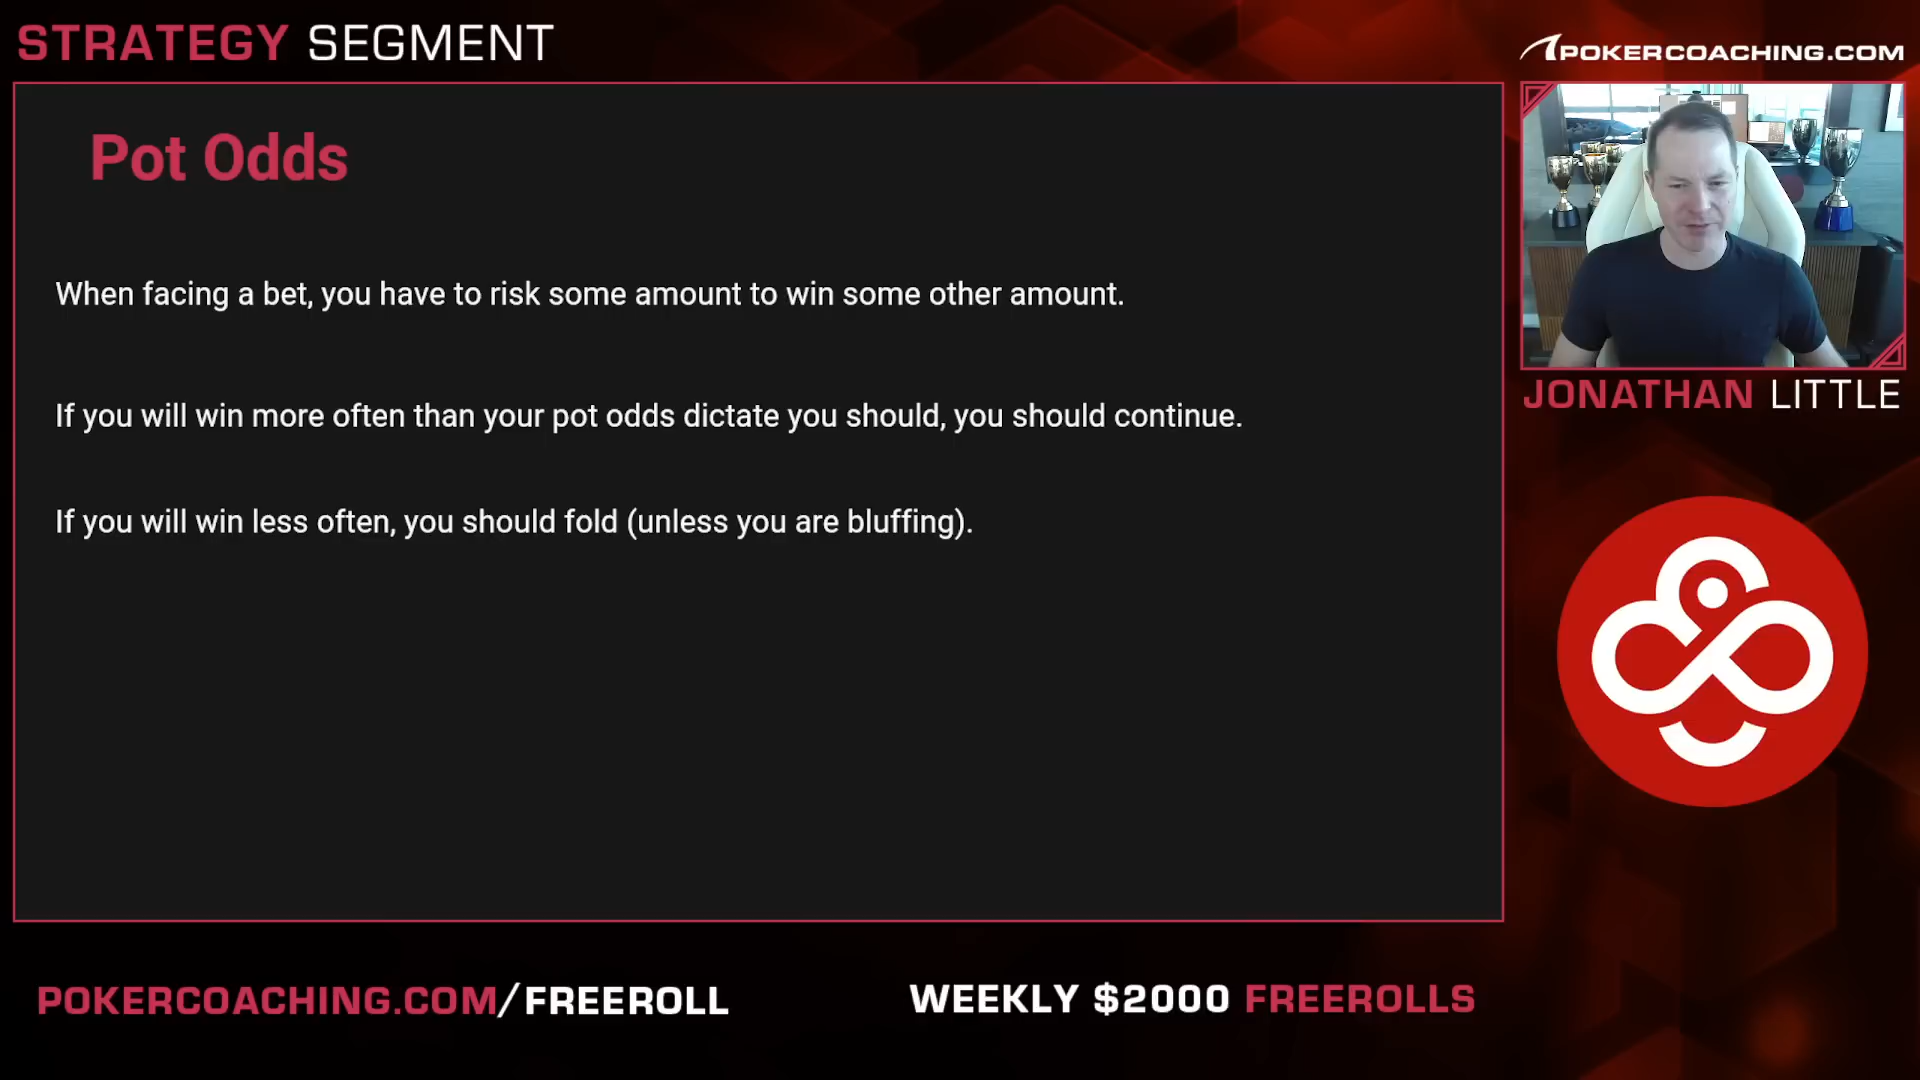 STRATEGY SEGMENT
POKERCOACHING.COM
Pot Odds
When facing a bet, you have to risk some amount to win some other amount.
If you will win more often than your pot odds dictate you should, you should continue.
If you will win less often, you should fold (unless you are bluffing).
JONATHAN LITTLE
POKERCOACHING.COM/FREEROLL
WEEKLY $2000 FREEROLLS